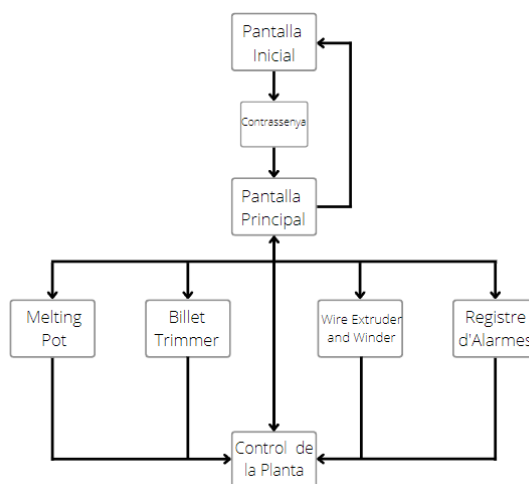 Pantalla
Inicial
Contrassenya
Pantalla
Principal
Melting
Pot
Billet
Trimmer
Wire Extruder
and Winder
Registre
d'Alarmes
Control de
la Planta